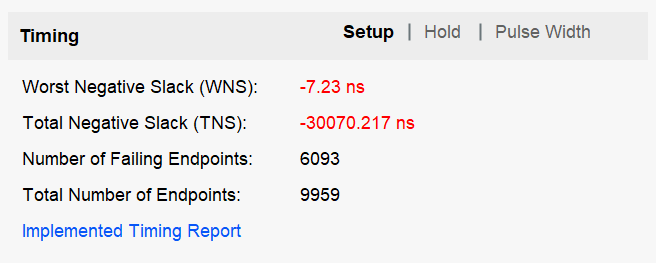 Timing Setup | Hold | Pulse Width
Worst Negative Slack (WNS): -7.23 ns
Total Negative Slack (TNS): -30070.217 ns
Number of Failing Endpoints: 6093
Total Number of Endpoints: 9959
Implemented Timing Report